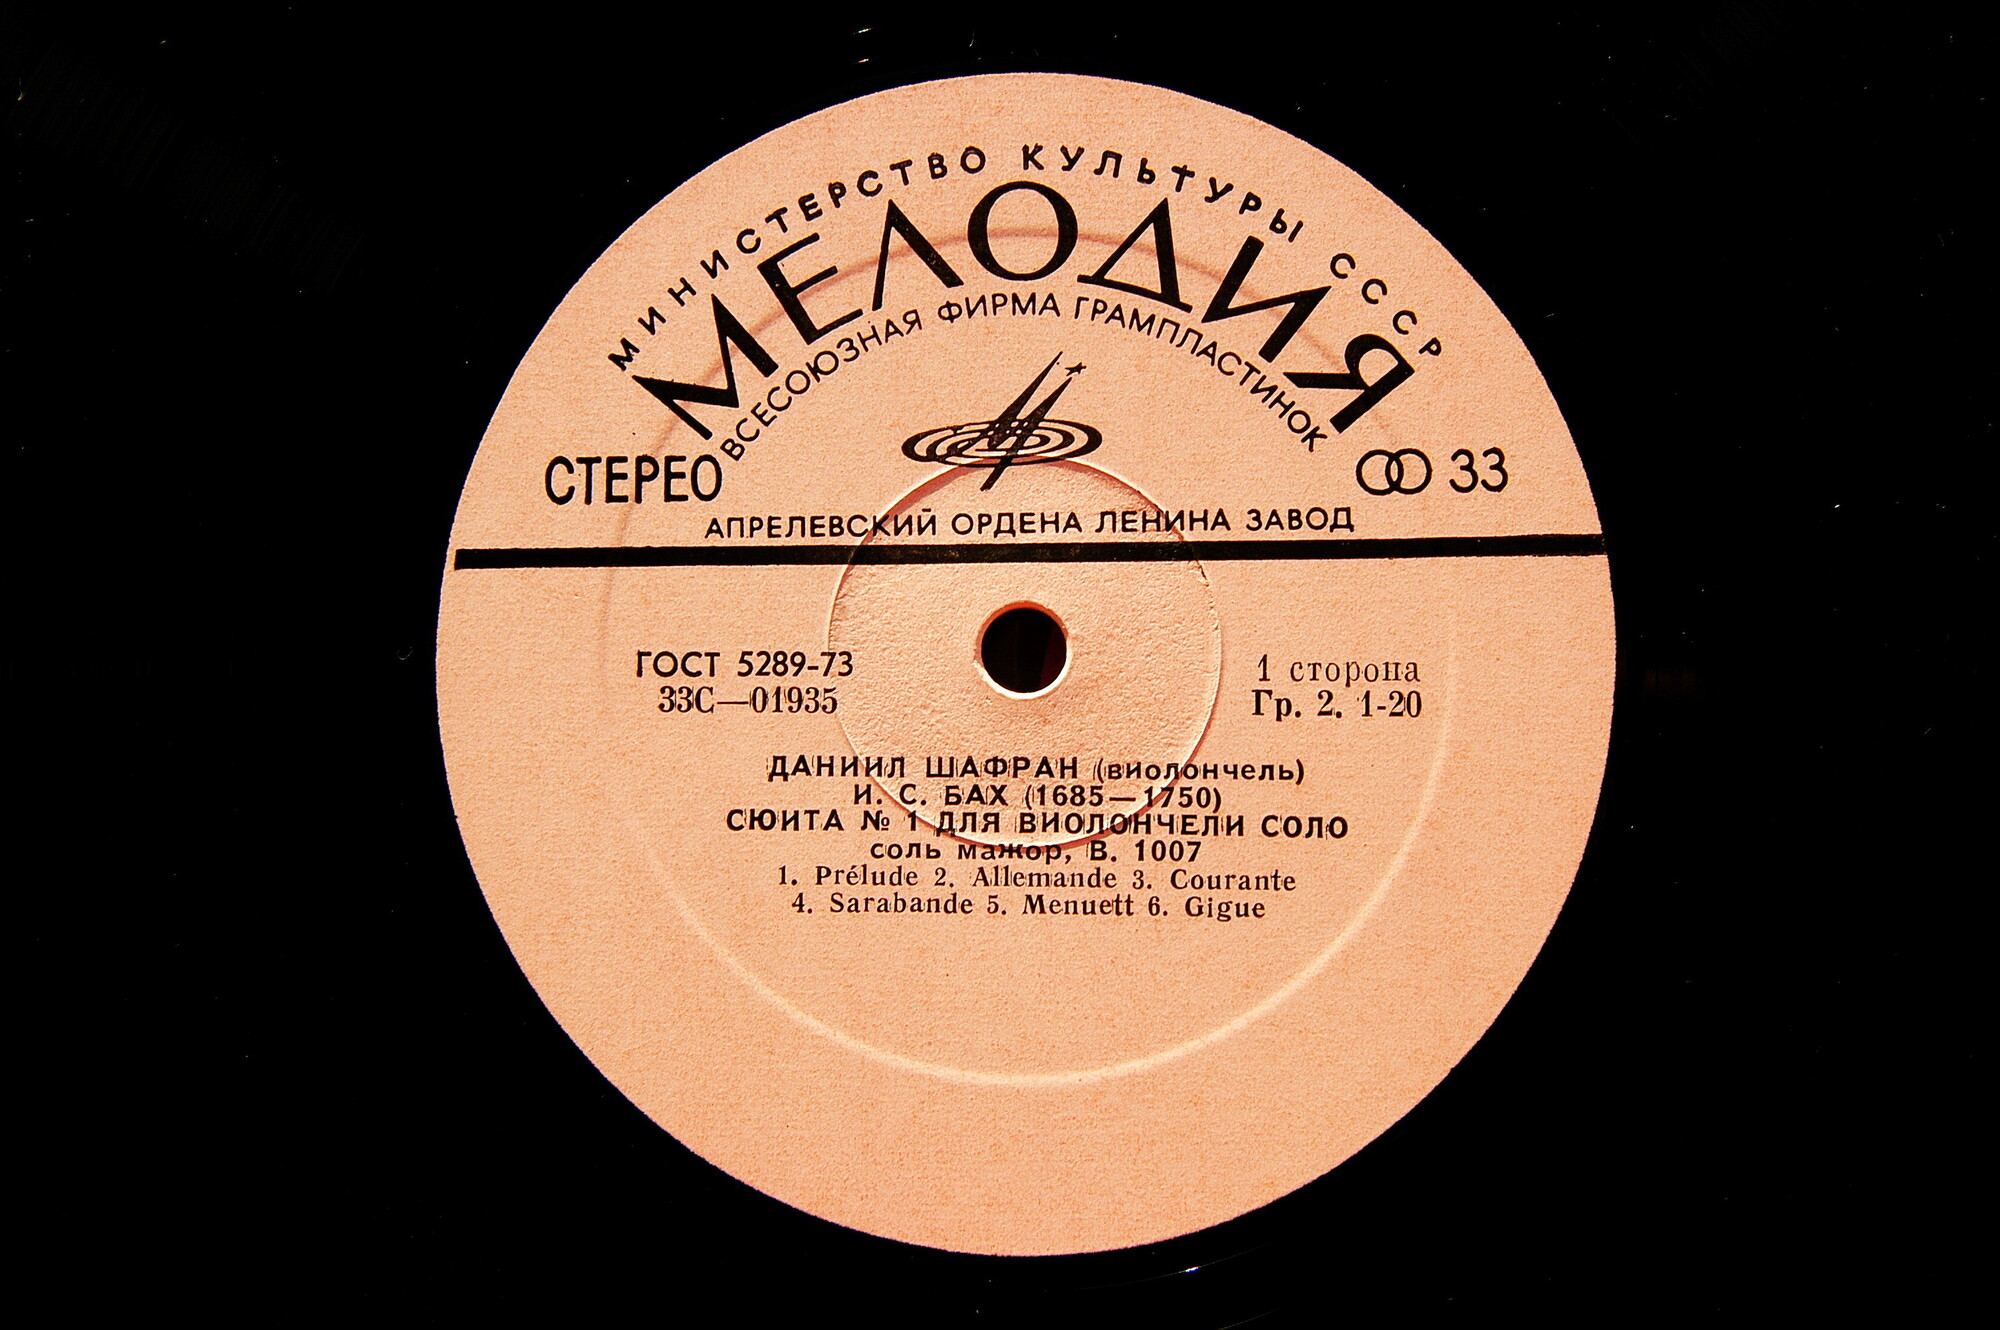 МИНИСТЕРСТВО КУЛЬТУРЫ СССР
МЕЛОДИЯ
ВСЕСОЮЗНАЯ ФИРМА ГРАМПЛАСТИНОК
СТЕРЕО
33
АПРЕЛЕВСКИЙ ОРДЕНА ЛЕНИНА ЗАВОД
ГОСТ 5289-73
33С—01935
1 сторона
Гр. 2. 1-20
ДАНИИЛ ШАФРАН (виолончель)
И. С. БАХ (1685—1750)
СЮИТА № 1 ДЛЯ ВИОЛОНЧЕЛИ СОЛО
соль мажор, В. 1007
1. Prélude 2. Allemande 3. Courante
4. Sarabande 5. Menuett 6. Gigue